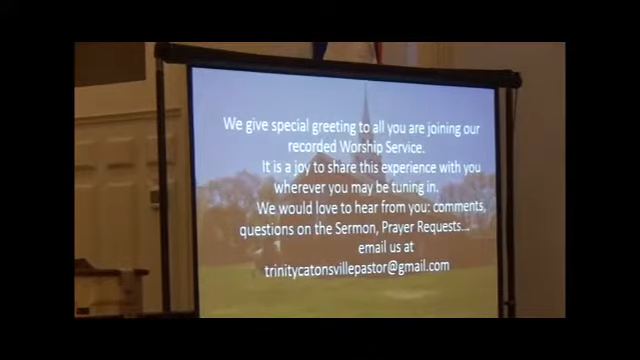 We give special greeting to all you are joining our
recorded Worship Service.
It is a joy to share this experience with you
wherever you may be tuning in.
We would love to hear from you: comments,
questions on the Sermon, Prayer Requests...
email us at
trinitycatonsvillepastor@gmail.com